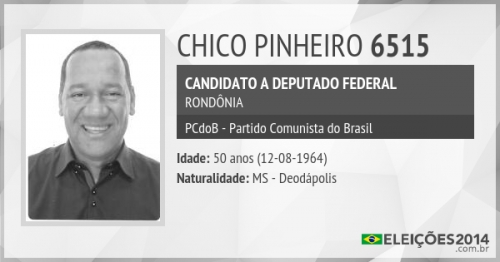 CHICO PINHEIRO 6515
CANDIDATO A DEPUTADO FEDERAL
RONDÔNIA
PCdoB - Partido Comunista do Brasil
Idade: 50 anos (12-08-1964)
Naturalidade: MS - Deodápolis
ELEIÇÕES2014
.com.br